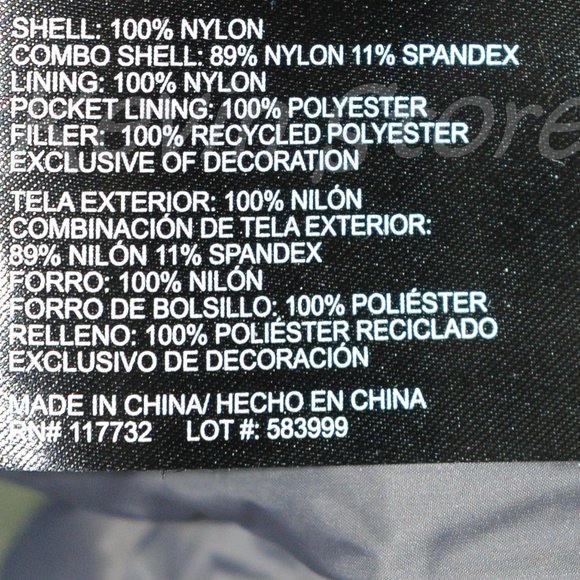 SHELL: 100% NYLON
COMBO SHELL: 89% NYLON 11% SPANDEX
LINING: 100% NYLON
POCKET LINING: 100% POLYESTER
FILLER: 100% RECYCLED POLYESTER
EXCLUSIVE OF DECORATION
TELA EXTERIOR: 100% NILÓN
COMBINACIÓN DE TELA EXTERIOR:
89% NILÓN 11% SPANDEX
FORRO: 100% NILÓN
FORRO DE BOLSILLO: 100% POLIÉSTER
RELLENO: 100% POLIÉSTER RECICLADO
EXCLUSIVO DE DECORACIÓN
MADE IN CHINA/ HECHO EN CHINA
RN# 117732 LOT #: 583999